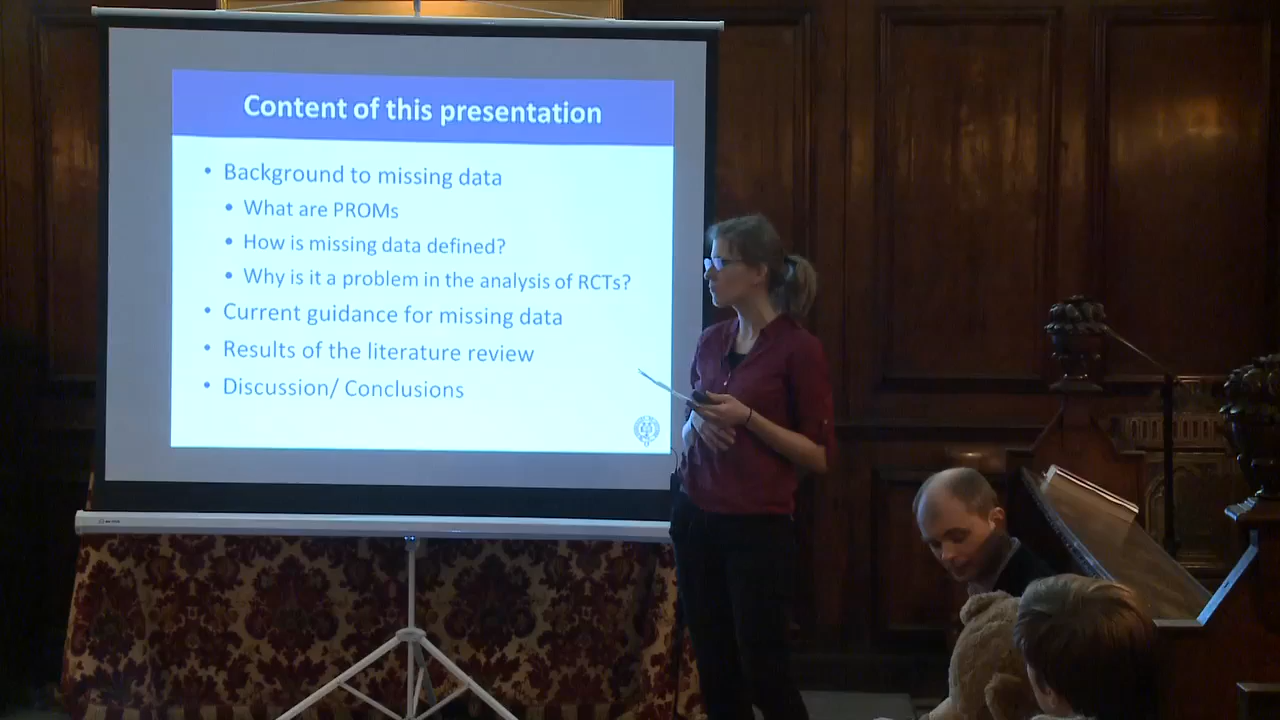 Content of this presentation
• Background to missing data
• What are PROMs
• How is missing data defined?
• Why is it a problem in the analysis of RCTs?
• Current guidance for missing data
• Results of the literature review
• Discussion/ Conclusions